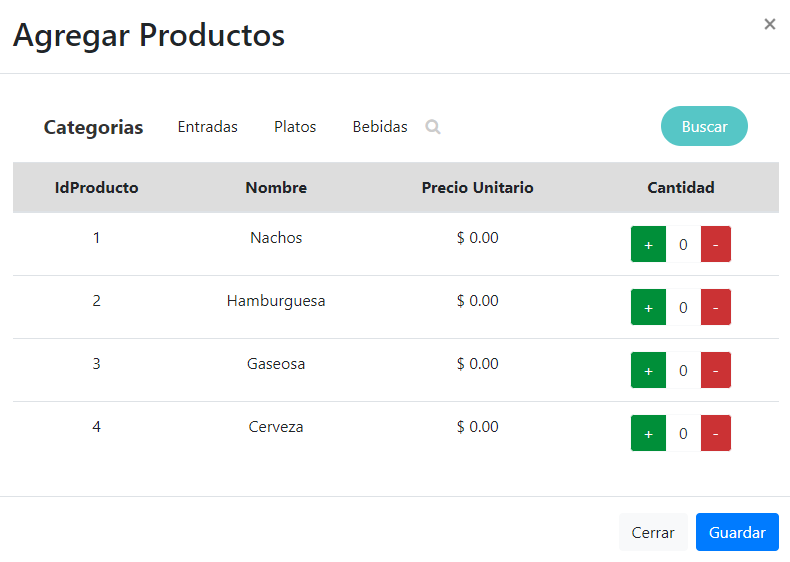 Agregar Productos ×
Categorias Entradas Platos Bebidas Buscar
IdProducto Nombre Precio Unitario Cantidad
1 Nachos $ 0.00 + 0 -
2 Hamburguesa $ 0.00 + 0 -
3 Gaseosa $ 0.00 + 0 -
4 Cerveza $ 0.00 + 0 -
Cerrar Guardar